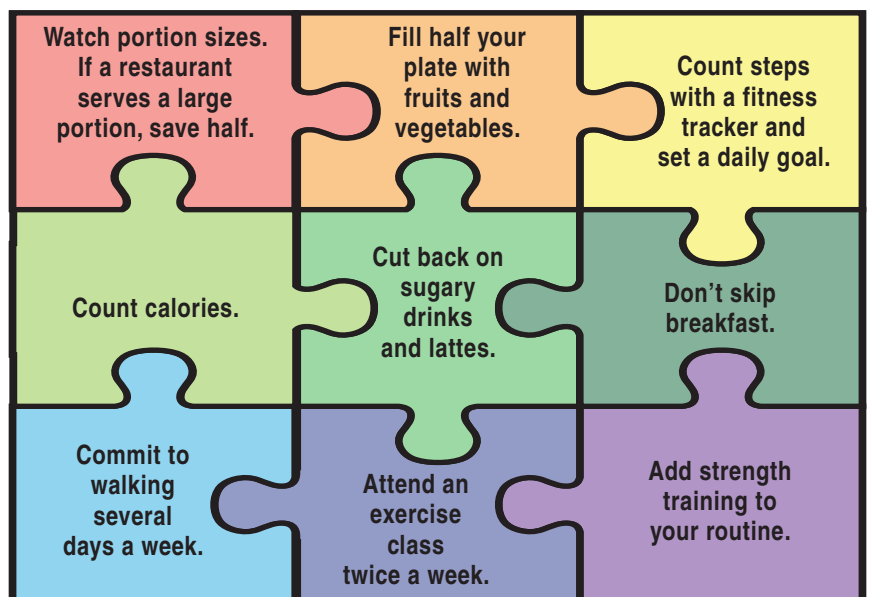 Watch portion sizes.
If a restaurant
serves a large
portion, save half.
Fill half your
plate with
fruits and
vegetables.
Count steps
with a fitness
tracker and
set a daily goal.
Count calories.
Cut back on
sugary
drinks
and lattes.
Don't skip
breakfast.
Commit to
walking
several
days a week.
Attend an
exercise
class
twice a week.
Add strength
training to
your routine.